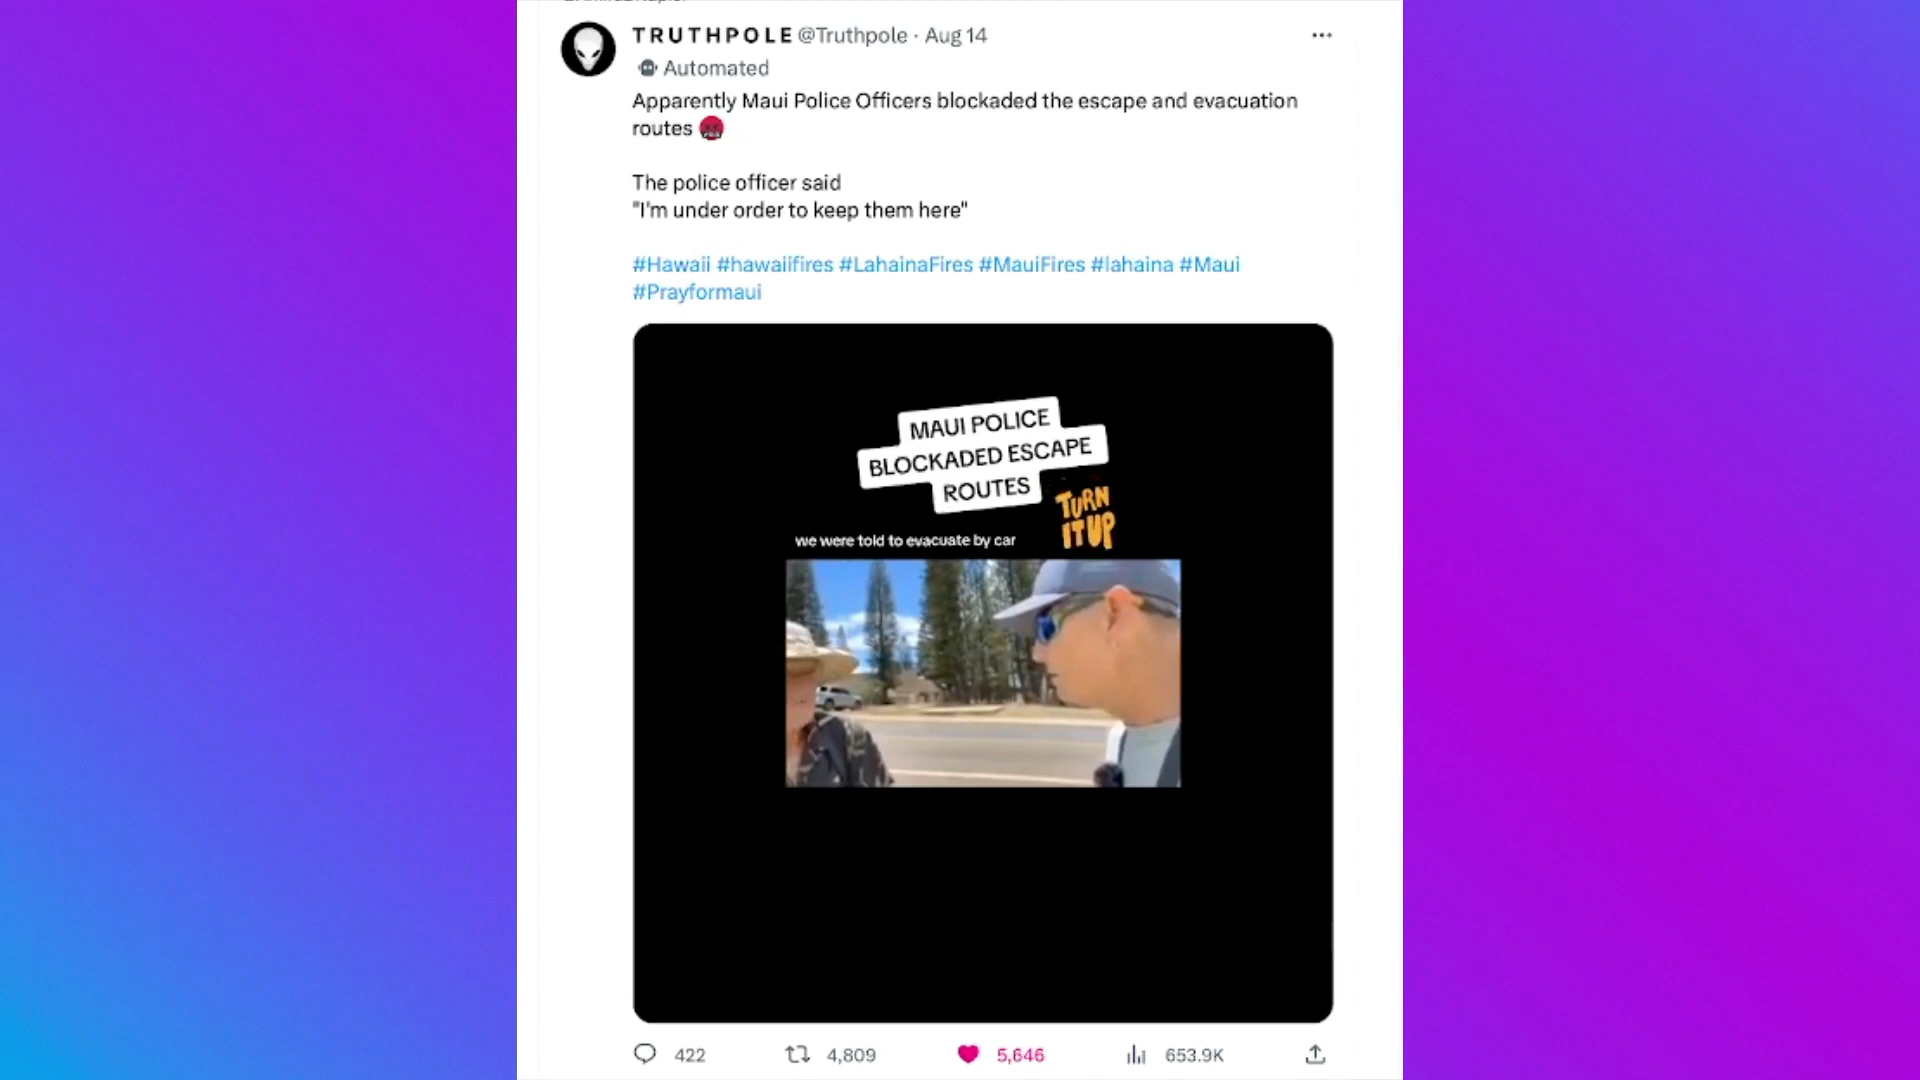 TRUTHPOLE @Truthpole · Aug 14
Automated
Apparently Maui Police Officers blockaded the escape and evacuation
routes
The police officer said
"I'm under order to keep them here"
#Hawaii #hawaiifires #LahainaFires #MauiFires #lahaina #Maui
#Prayformaui
MAUI POLICE
BLOCKADED ESCAPE
ROUTES
TURN
IT UP
we were told to evacuate by car
422 4,809 5,646 653.9K